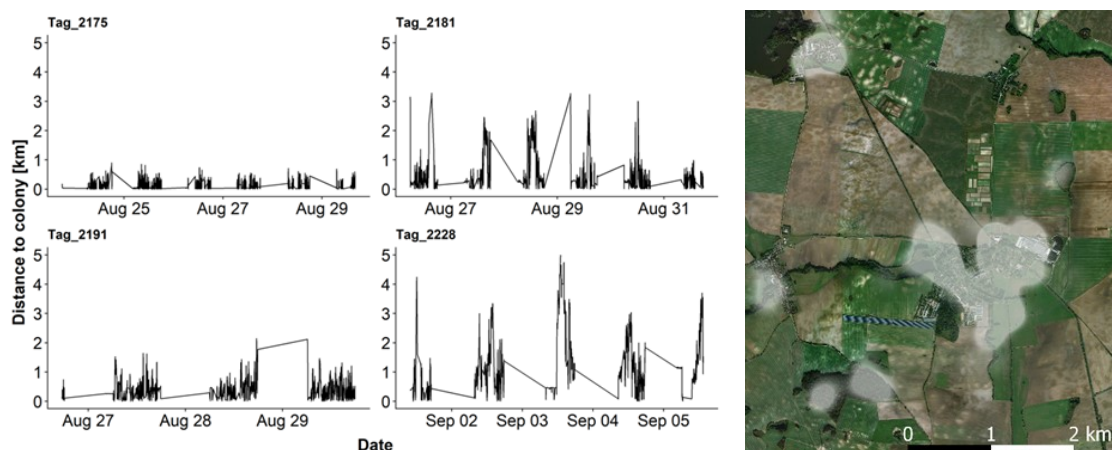 Tag_2175
5
4
3
2
1
0
Aug 25 Aug 27 Aug 29
Tag_2181
5
4
3
2
1
0
Aug 27 Aug 29 Aug 31
Tag_2191
5
4
3
2
1
0
Aug 27 Aug 28 Aug 29
Tag_2228
5
4
3
2
1
0
Sep 02 Sep 03 Sep 04 Sep 05
Distance to colony [km]
Date
0 1 2 km